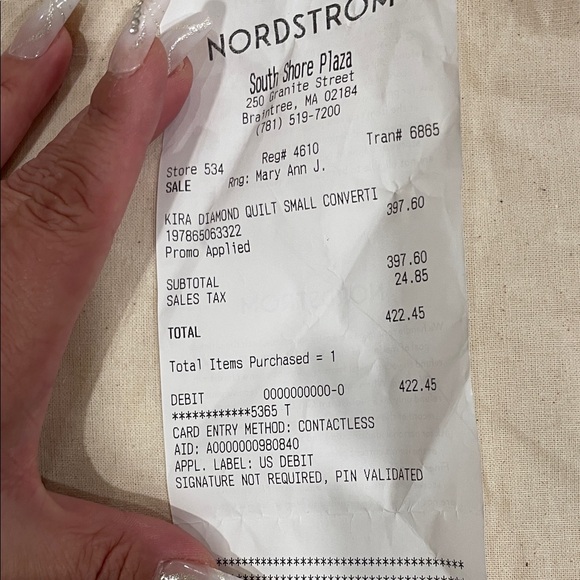 NORDSTROM
South Shore Plaza
250 Granite Street
Braintree, MA 02184
(781) 519-7200
Store 534 Reg# 4610 Tran# 6865
SALE Rng: Mary Ann J.
KIRA DIAMOND QUILT SMALL CONVERTI 397.60
197865063322
Promo Applied
SUBTOTAL 397.60
SALES TAX 24.85
TOTAL 422.45
Total Items Purchased = 1
DEBIT 0000000000-0 422.45
************5365 T
CARD ENTRY METHOD: CONTACTLESS
AID: A0000000980840
APPL. LABEL: US DEBIT
SIGNATURE NOT REQUIRED, PIN VALIDATED